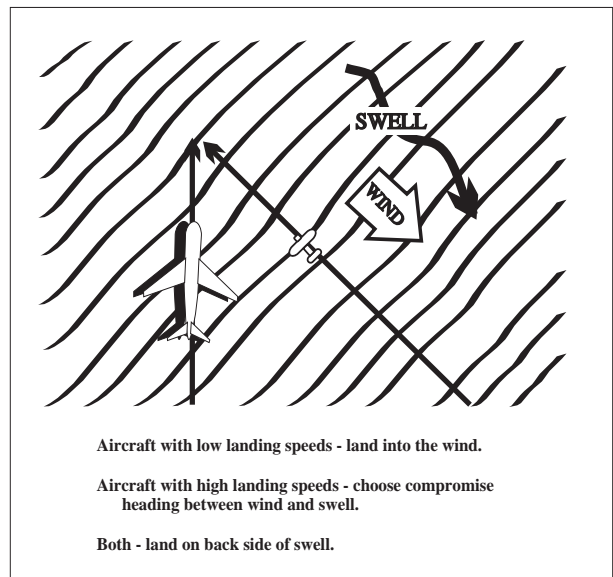 SWELL
WIND
Aircraft with low landing speeds - land into the wind.
Aircraft with high landing speeds - choose compromise
heading between wind and swell.
Both - land on back side of swell.